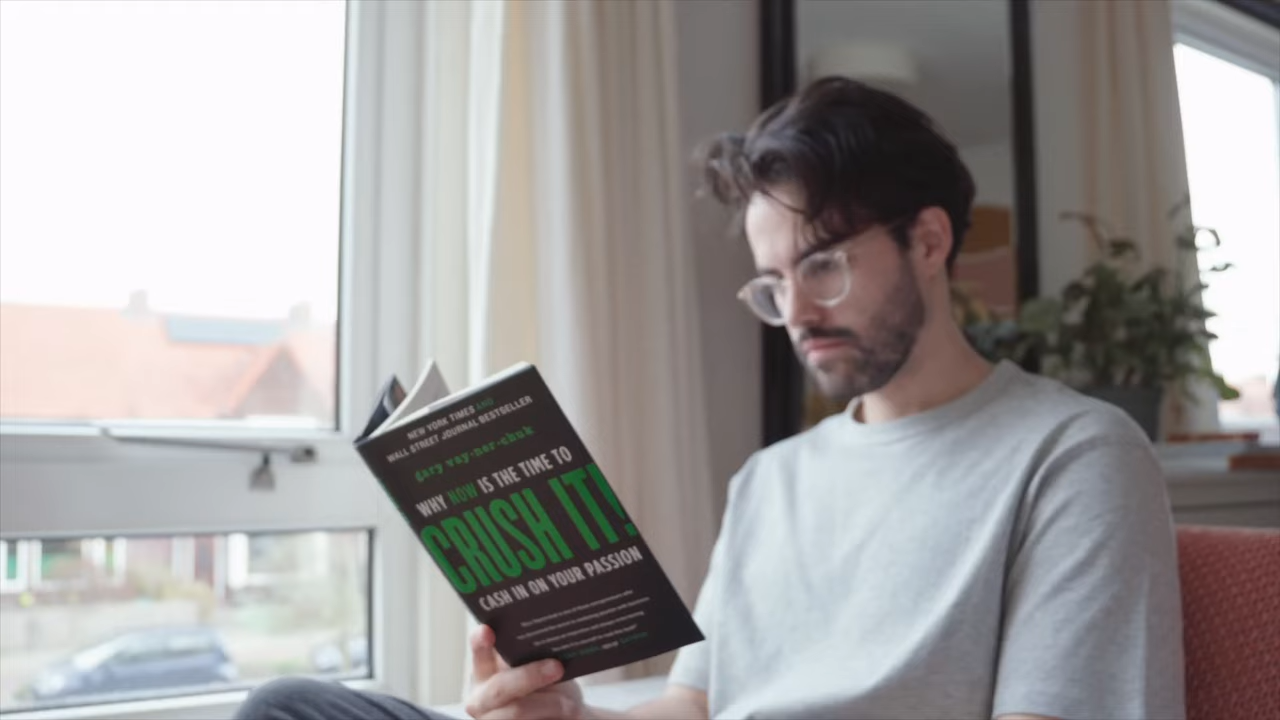 NEW YORK TIMES AND
WALL STREET JOURNAL BESTSELLER
gary vay·ner·chuk
WHY NOW IS THE TIME TO
CRUSH IT!
CASH IN ON YOUR PASSION